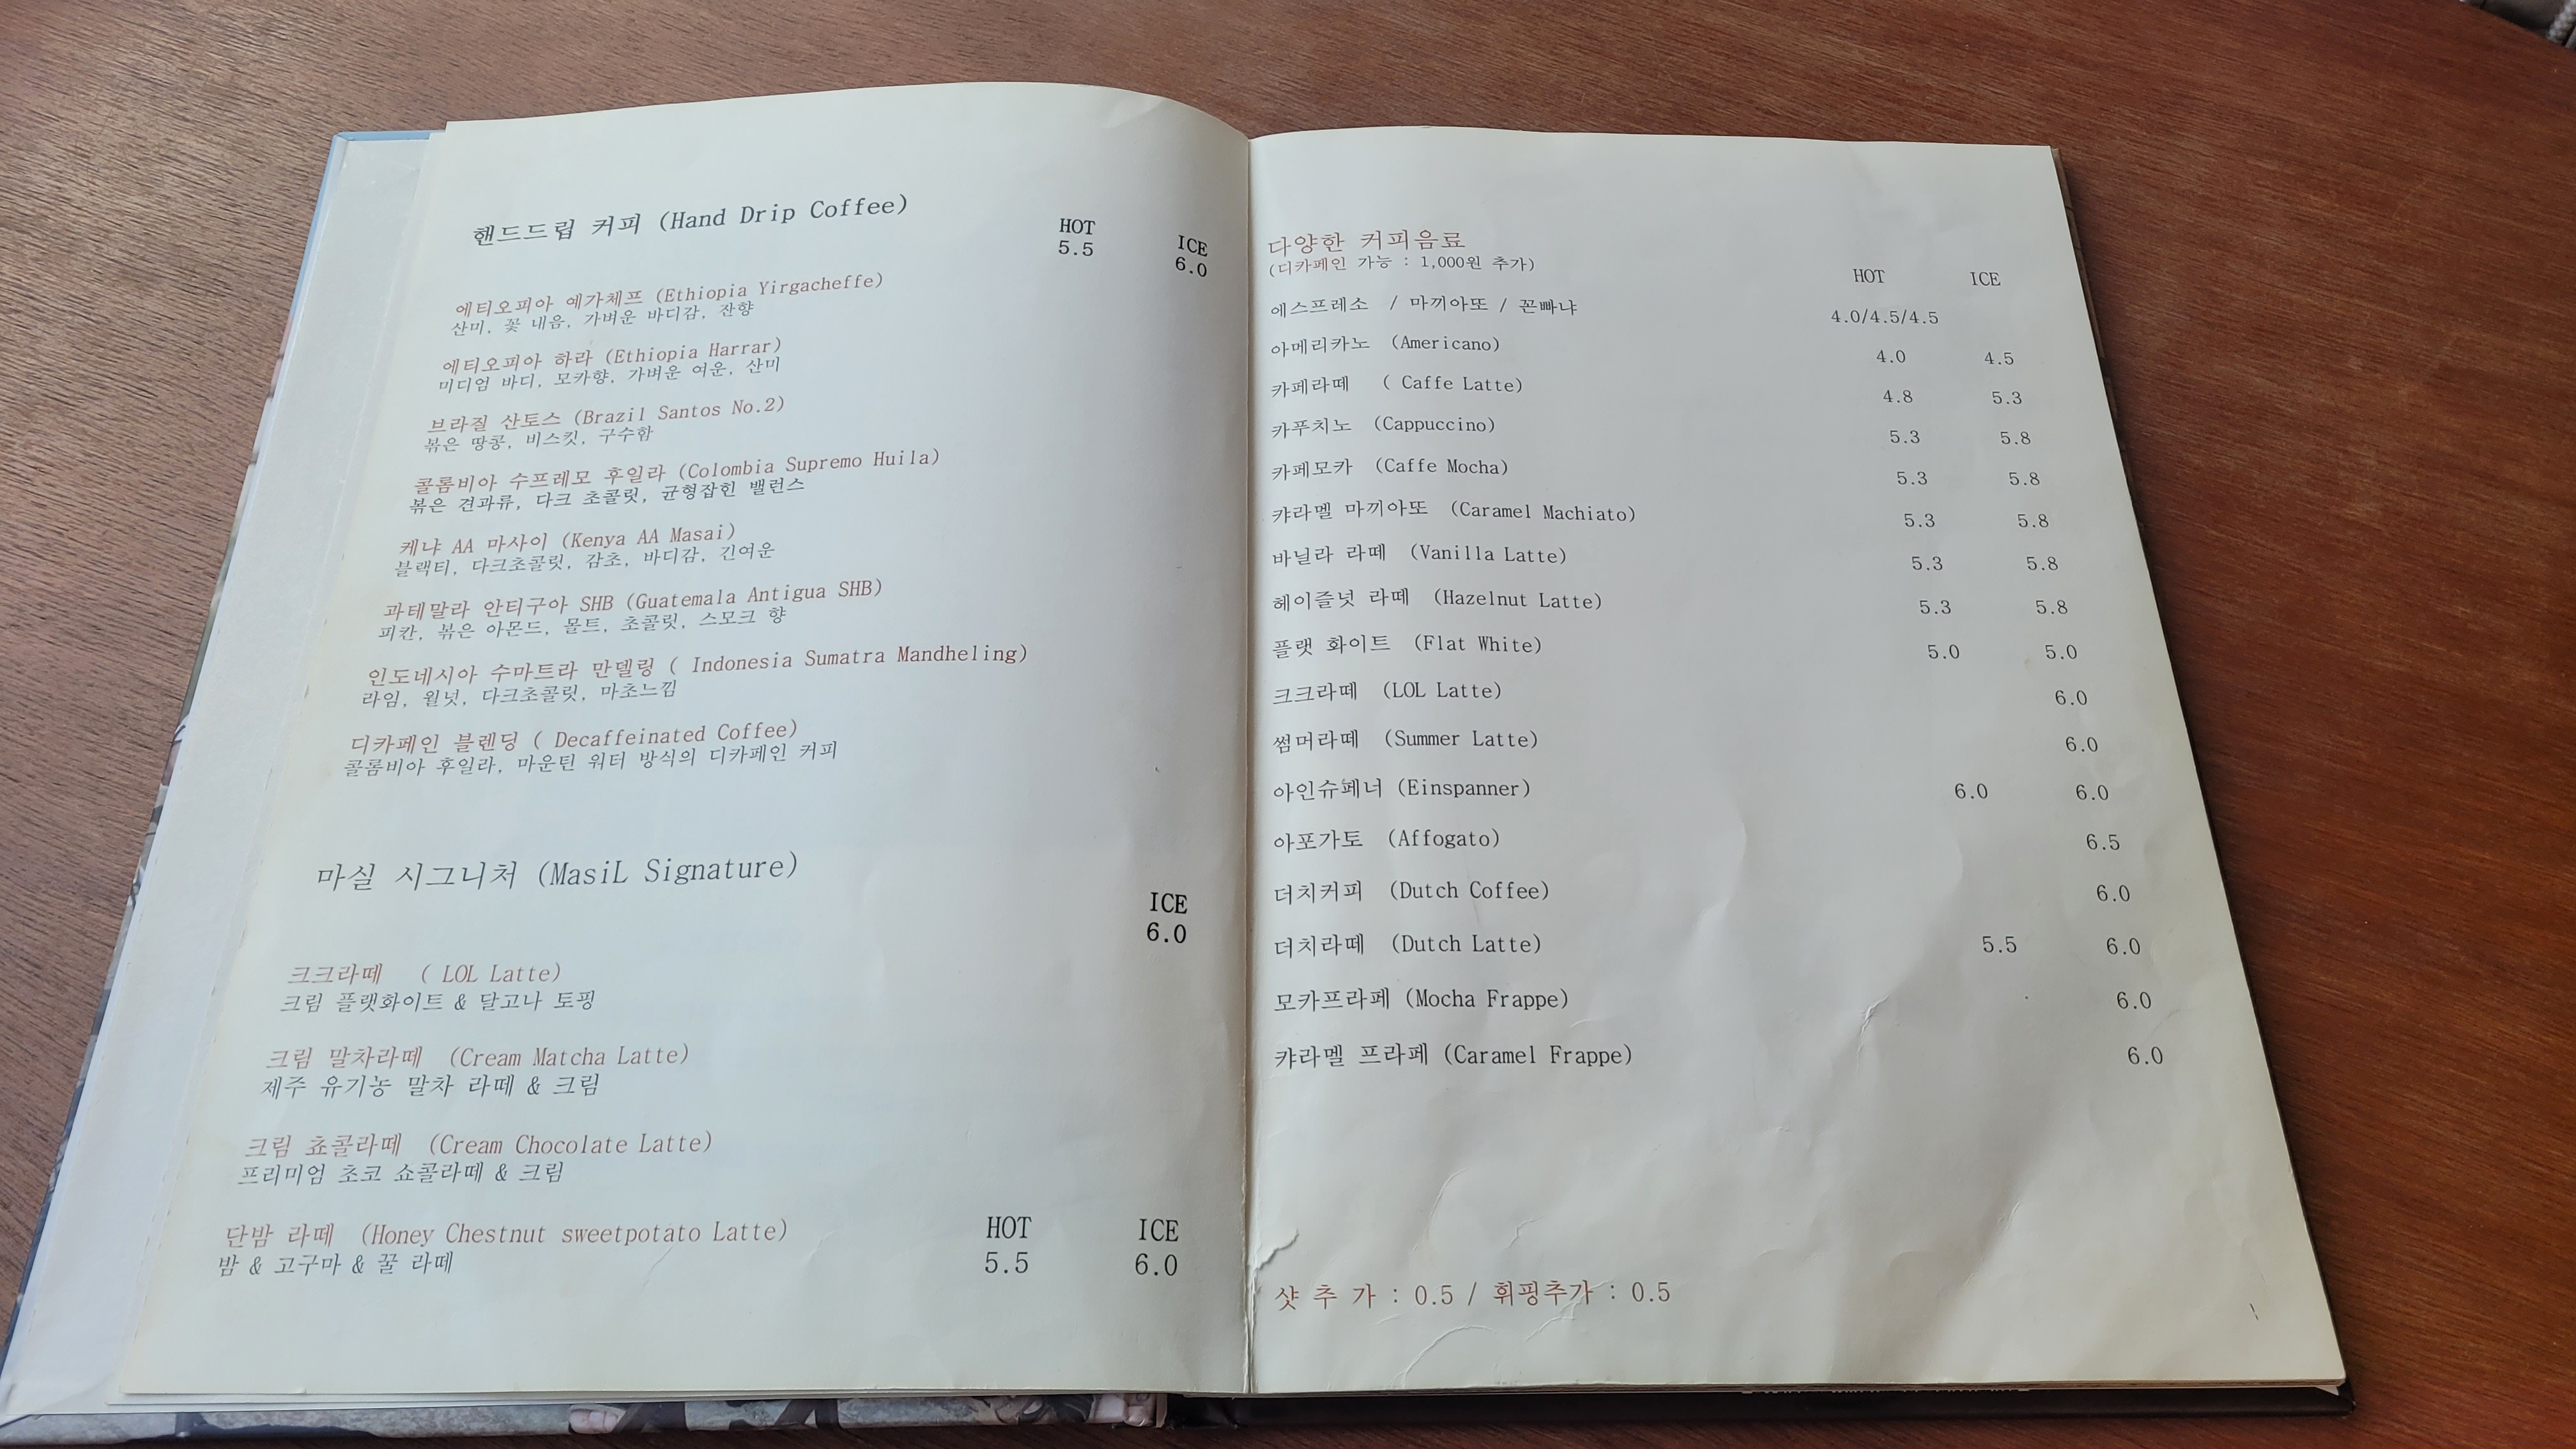 핸드드립 커피 (Hand Drip Coffee)
HOT ICE
5.5 6.0
에티오피아 예가체프 (Ethiopia Yirgacheffe)
산미, 꽃 내음, 가벼운 바디감, 잔향
에티오피아 하라 (Ethiopia Harrar)
미디엄 바디, 모카향, 가벼운 여운, 산미
브라질 산토스 (Brazil Santos No.2)
볶은 땅콩, 비스킷, 구수함
콜롬비아 수프레모 후일라 (Colombia Supremo Huila)
볶은 견과류, 다크 초콜릿, 균형잡힌 밸런스
케냐 AA 마사이 (Kenya AA Masai)
블랙티, 다크초콜릿, 감초, 바디감, 긴여운
과테말라 안티구아 SHB (Guatemala Antigua SHB)
피칸, 볶은 아몬드, 몰트, 초콜릿, 스모크 향
인도네시아 수마트라 만델링 ( Indonesia Sumatra Mandheling)
라임, 월넛, 다크초콜릿, 마초느낌
디카페인 블렌딩 ( Decaffeinated Coffee)
콜롬비아 후일라, 마운틴 워터 방식의 디카페인 커피
마실 시그니처 (MasiL Signature)
ICE
6.0
크크라떼 ( LOL Latte)
크림 플랫화이트 & 달고나 토핑
크림 말차라떼 (Cream Matcha Latte)
제주 유기농 말차 라떼 & 크림
크림 쵸콜라떼 (Cream Chocolate Latte)
프리미엄 초코 쇼콜라떼 & 크림
단밤 라떼 (Honey Chestnut sweetpotato Latte) HOT ICE
밤 & 고구마 & 꿀 라떼 5.5 6.0
다양한 커피음료
(디카페인 가능 : 1,000원 추가)
HOT ICE
에스프레소 / 마끼아또 / 꼰빠냐 4.0/4.5/4.5
아메리카노 (Americano) 4.0 4.5
카페라떼 ( Caffe Latte) 4.8 5.3
카푸치노 (Cappuccino) 5.3 5.8
카페모카 (Caffe Mocha) 5.3 5.8
캬라멜 마끼아또 (Caramel Machiato) 5.3 5.8
바닐라 라떼 (Vanilla Latte) 5.3 5.8
헤이즐넛 라떼 (Hazelnut Latte) 5.3 5.8
플랫 화이트 (Flat White) 5.0 5.0
크크라떼 (LOL Latte) 6.0
썸머라떼 (Summer Latte) 6.0
아인슈페너 (Einspanner) 6.0 6.0
아포가토 (Affogato) 6.5
더치커피 (Dutch Coffee) 6.0
더치라떼 (Dutch Latte) 5.5 6.0
모카프라페 (Mocha Frappe) 6.0
캬라멜 프라페 (Caramel Frappe) 6.0
샷 추 가 : 0.5 / 휘핑추가 : 0.5